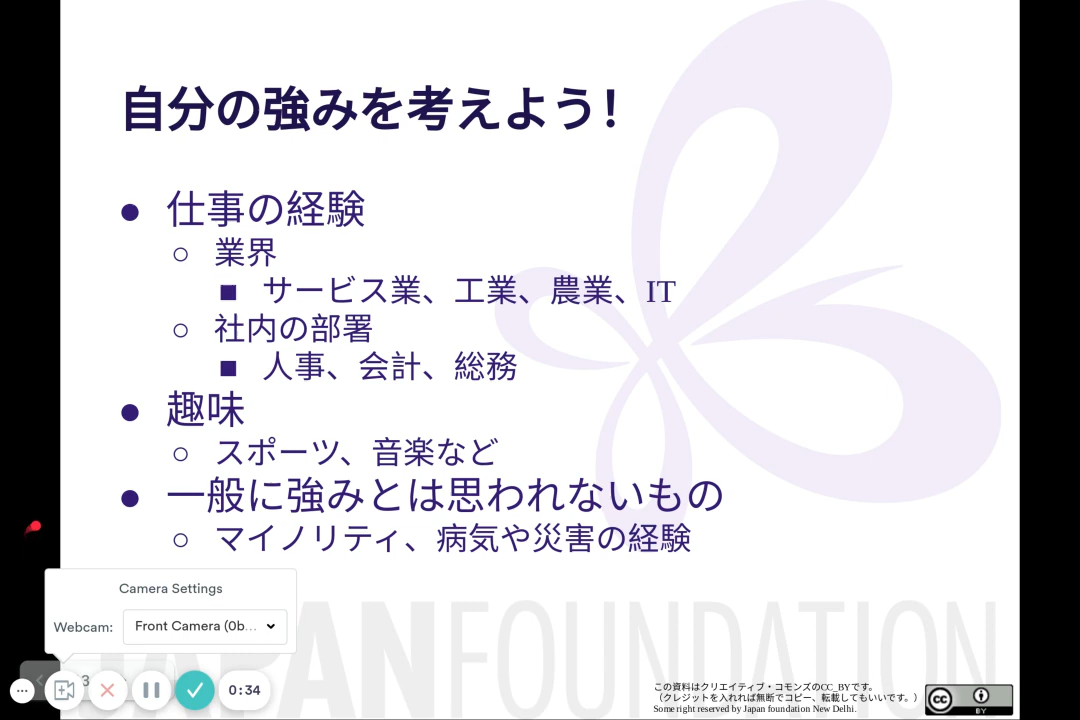 自分の強みを考えよう！
● 仕事の経験
○ 業界
■ サービス業、工業、農業、IT
○ 社内の部署
■ 人事、会計、総務
● 趣味
○ スポーツ、音楽など
● 一般に強みとは思われないもの
○ マイノリティ、病気や災害の経験
Camera Settings
Webcam: Front Camera (0b...
JAPANFOUNDATION
3
0:34
この資料はクリエイティブ・コモンズのCC_BYです。
（クレジットを入れれば無断でコピー、転載してもいいです。）
Some right reserved by Japan foundation New Delhi.
cc
BY